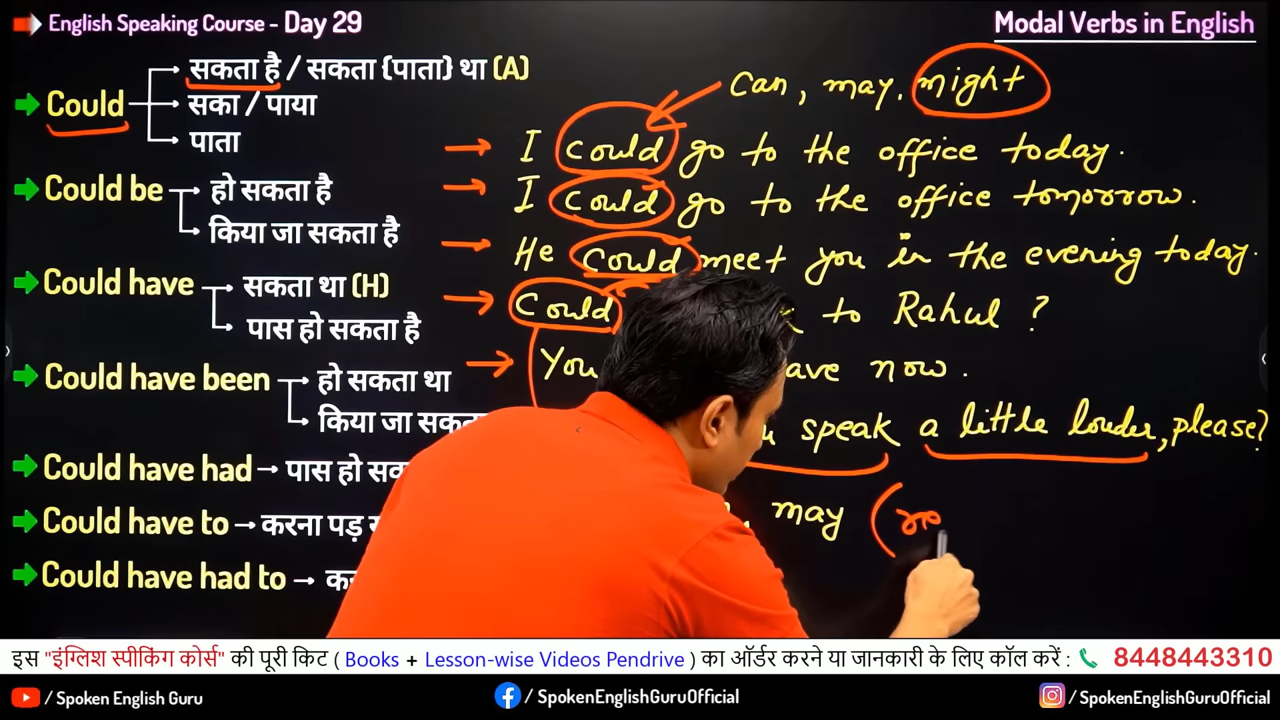 English Speaking Course - Day 29
Modal Verbs in English
Could
सकता है / सकता {पाता} था (A)
सका / पाया
पाता
Could be
हो सकता है
किया जा सकता है
Could have
सकता था (H)
पास हो सकता है
Could have been
हो सकता था
किया जा
Could have had → पास हो
Could have to → करना पड़
Could have had to →
Can, may, might
I could go to the office today.
I could go to the office tomorrow.
He could meet you in the evening today.
Could to Rahul ?
You now.
speak a little louder, please?
may (
इस "इंग्लिश स्पीकिंग कोर्स" की पूरी किट ( Books + Lesson-wise Videos Pendrive ) का ऑर्डर करने या जानकारी के लिए कॉल करें : 8448443310
/ Spoken English Guru
/SpokenEnglishGuruOfficial
/SpokenEnglishGuruOfficial